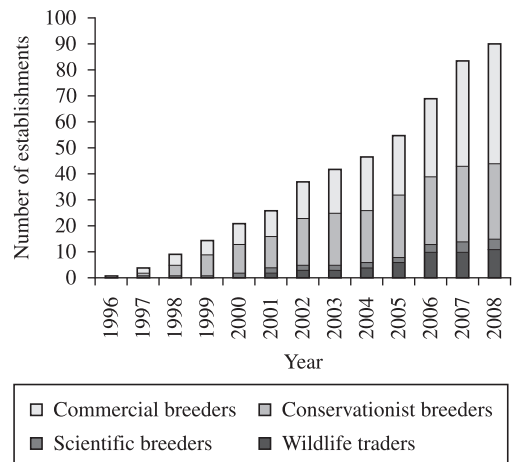 Number of establishments
100
90
80
70
60
50
40
30
20
10
0
1996 1997 1998 1999 2000 2001 2002 2003 2004 2005 2006 2007 2008
Year
Commercial breeders Conservationist breeders
Scientific breeders Wildlife traders